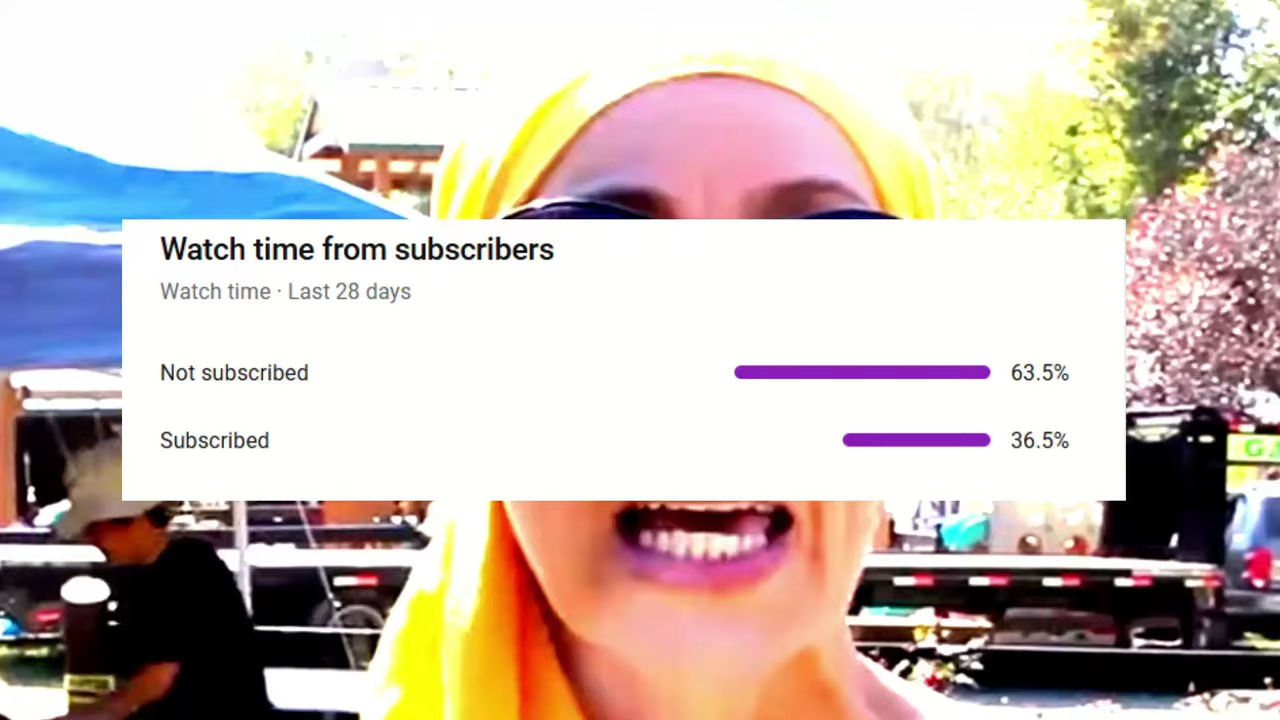 Watch time from subscribers
Watch time · Last 28 days
Not subscribed 63.5%
Subscribed 36.5%